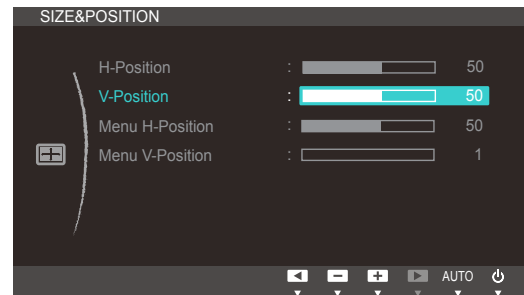 SIZE&POSITION
H-Position : 50
V-Position : 50
Menu H-Position : 50
Menu V-Position : 1
AUTO